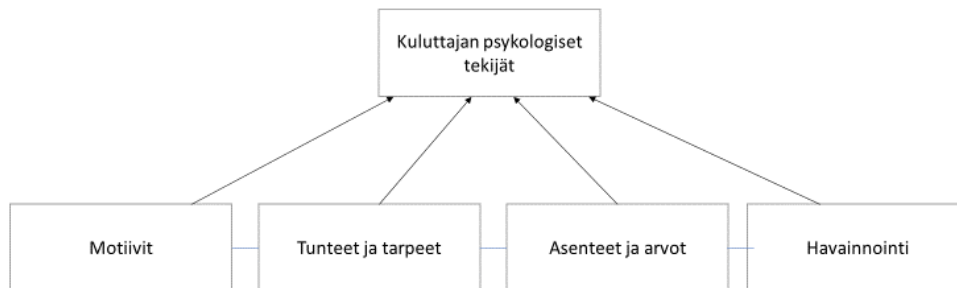 Kuluttajan psykologiset
tekijät
Motiivit
Tunteet ja tarpeet
Asenteet ja arvot
Havainnointi